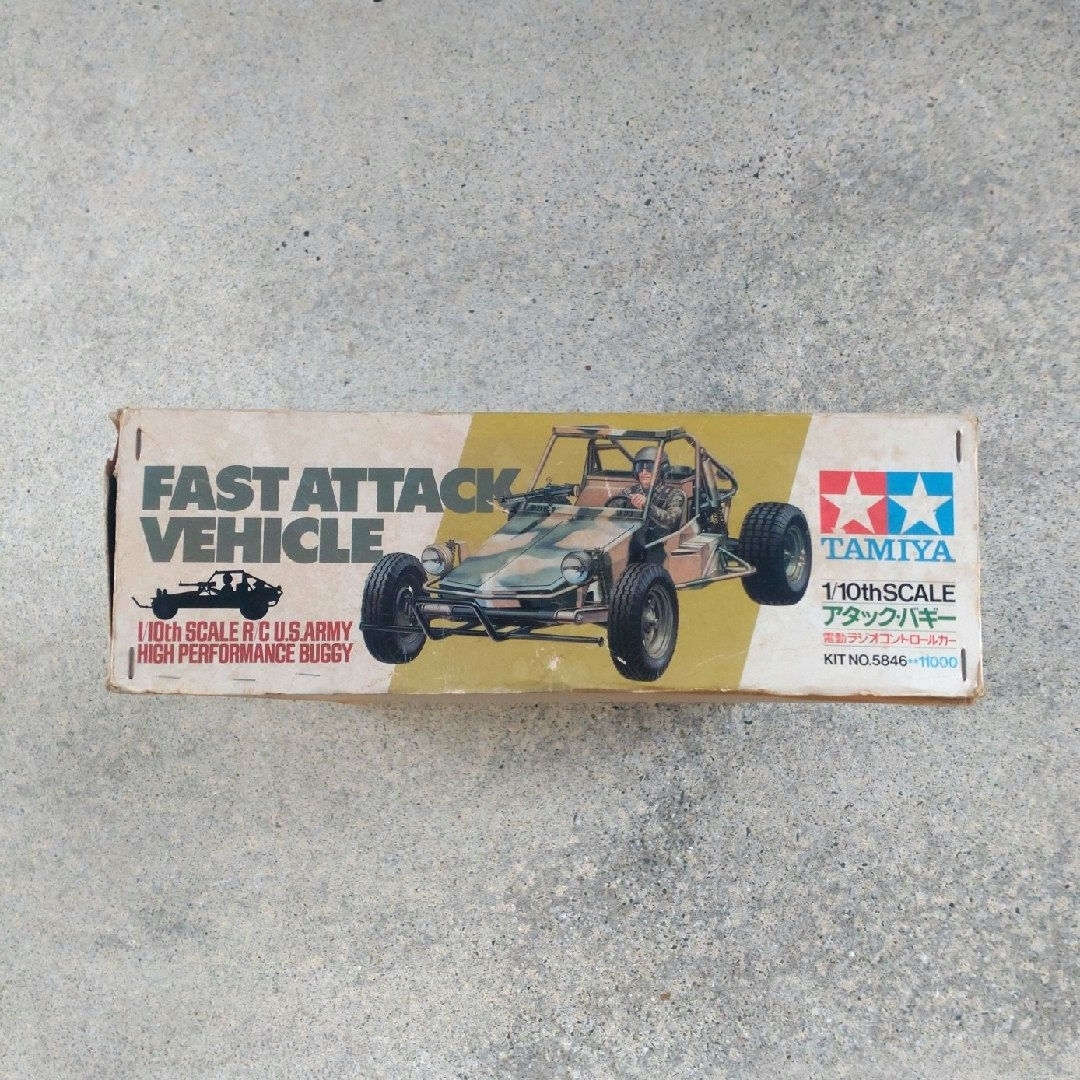 FAST ATTACK
VEHICLE
1/10th SCALE R/C U.S.ARMY
HIGH PERFORMANCE BUGGY
TAMIYA
1/10thSCALE
アタック・バギー
電動ラジオコントロールカー
KIT NO.5846**11000